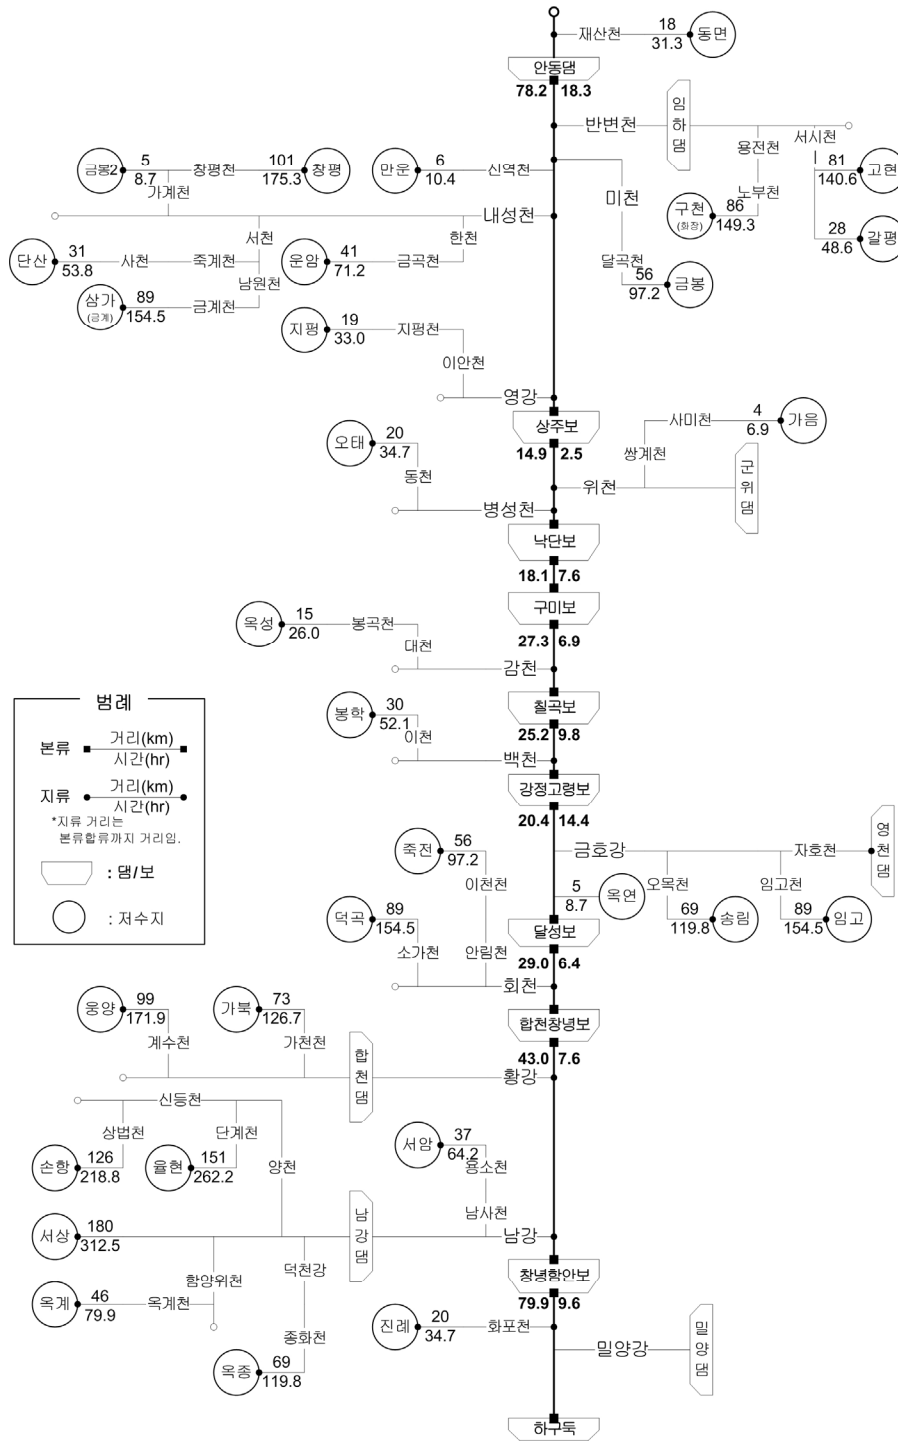 재산천
18
31.3
동면
안동댐
78.2 18.3
반변천
임하댐
용전천
서시천
노부천
81
140.6
고현
구천
(화장)
86
149.3
28
48.6
갈평
금봉2
5
8.7
창평천
가계천
101
175.3
창평
만운
6
10.4
신역천
미천
달곡천
56
97.2
금봉
내성천
서천
한천
단산
31
53.8
사천
죽계천
남원천
운암
41
71.2
금곡천
삼가
(금계)
89
154.5
금계천
지평
19
33.0
지평천
이안천
영강
상주보
14.9 2.5
사미천
4
6.9
가음
쌍계천
위천
군위댐
오태
20
34.7
동천
병성천
낙단보
18.1 7.6
구미보
27.3 6.9
옥성
15
26.0
봉곡천
대천
감천
칠곡보
25.2 9.8
봉학
30
52.1
이천
백천
강정고령보
20.4 14.4
범례
본류
거리(km)
시간(hr)
지류
거리(km)
시간(hr)
*지류 거리는
본류합류까지 거리임.
: 댐/보
: 저수지
금호강
자호천
영천댐
오목천
임고천
5
8.7
옥연
69
119.8
송림
89
154.5
임고
죽전
56
97.2
이천천
덕곡
89
154.5
소가천
안림천
회천
달성보
29.0 6.4
합천창녕보
43.0 7.6
웅양
99
171.9
계수천
가북
73
126.7
가천천
합천댐
황강
신등천
상법천
단계천
양천
손항
126
218.8
율현
151
262.2
서암
37
64.2
용소천
남사천
서상
180
312.5
남강댐
남강
함양위천
덕천강
옥계
46
79.9
옥계천
종화천
옥종
69
119.8
창녕함안보
79.9 9.6
진례
20
34.7
화포천
밀양강
밀양댐
하구둑